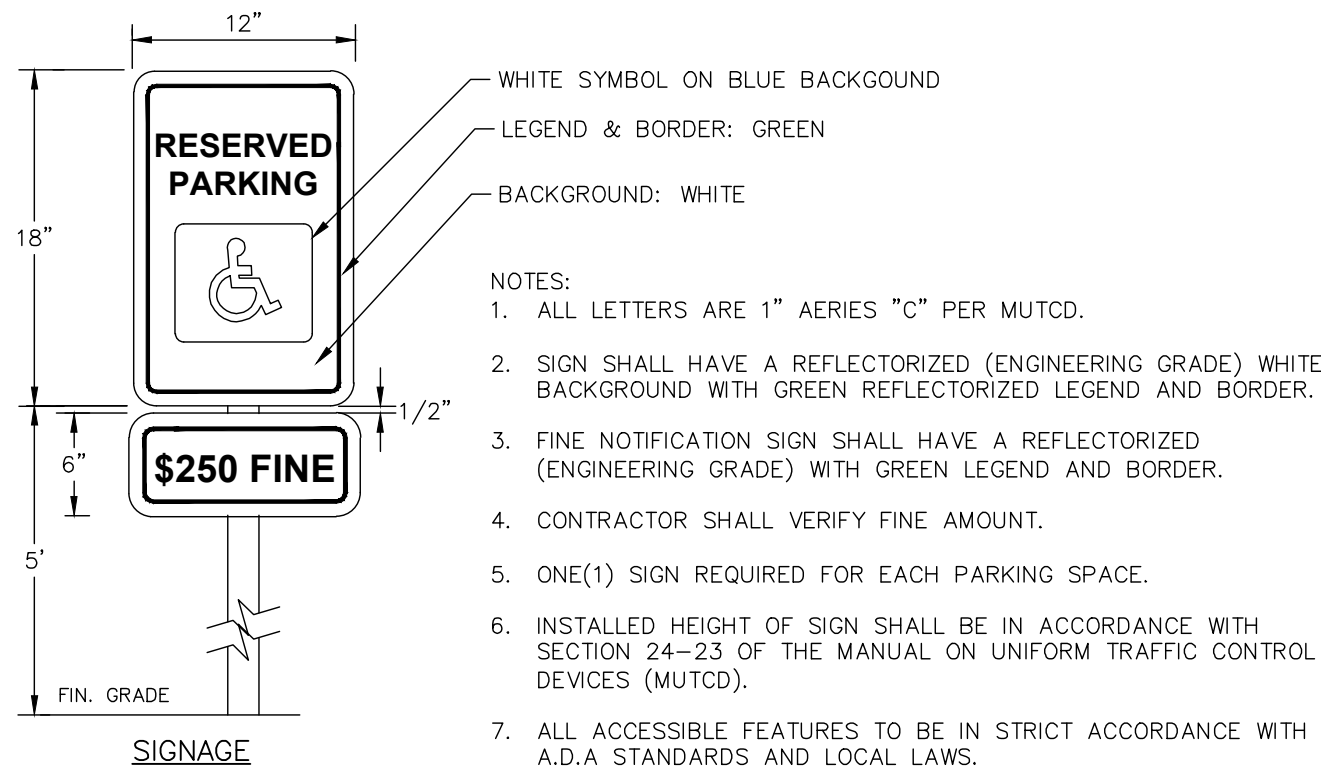 12”
WHITE SYMBOL ON BLUE BACKGOUND
LEGEND & BORDER: GREEN
BACKGROUND: WHITE
RESERVED
PARKING
18”
1/2”
6”
$250 FINE
5'
FIN. GRADE
SIGNAGE
NOTES:
1. ALL LETTERS ARE 1” AERIES ”C” PER MUTCD.
2. SIGN SHALL HAVE A REFLECTORIZED (ENGINEERING GRADE) WHITE
BACKGROUND WITH GREEN REFLECTORIZED LEGEND AND BORDER.
3. FINE NOTIFICATION SIGN SHALL HAVE A REFLECTORIZED
(ENGINEERING GRADE) WITH GREEN LEGEND AND BORDER.
4. CONTRACTOR SHALL VERIFY FINE AMOUNT.
5. ONE(1) SIGN REQUIRED FOR EACH PARKING SPACE.
6. INSTALLED HEIGHT OF SIGN SHALL BE IN ACCORDANCE WITH
SECTION 24-23 OF THE MANUAL ON UNIFORM TRAFFIC CONTROL
DEVICES (MUTCD).
7. ALL ACCESSIBLE FEATURES TO BE IN STRICT ACCORDANCE WITH
A.D.A STANDARDS AND LOCAL LAWS.